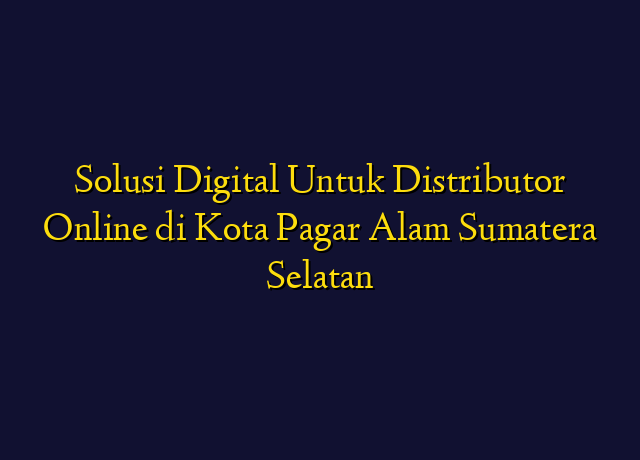 Solusi Digital Untuk Distributor
Online di Kota Pagar Alam Sumatera
Selatan